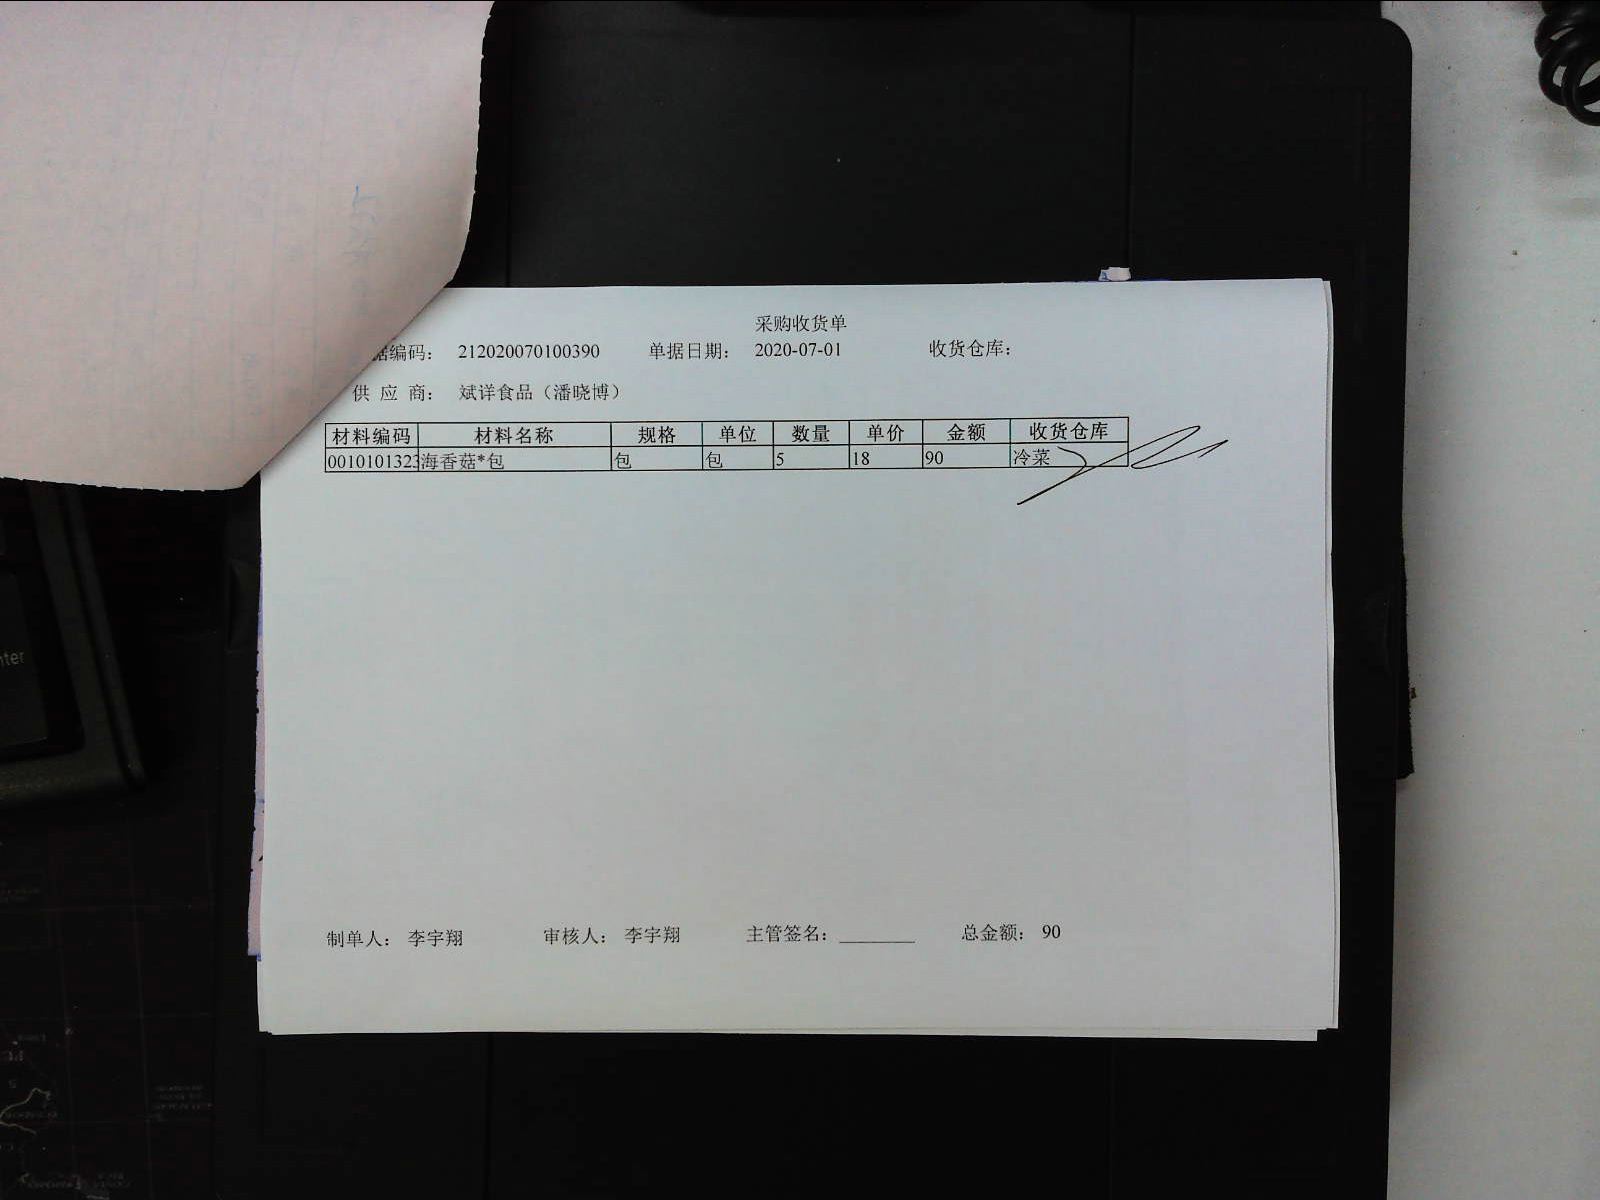 采购收货单
据编码： 212020070100390 单据日期： 2020-07-01 收货仓库：
供 应 商： 斌详食品（潘晓博）
材料编码 材料名称 规格 单位 数量 单价 金额 收货仓库
0010101323 海香菇*包 包 包 5 18 90 冷菜
制单人： 李宇翔 审核人： 李宇翔 主管签名：________ 总金额： 90